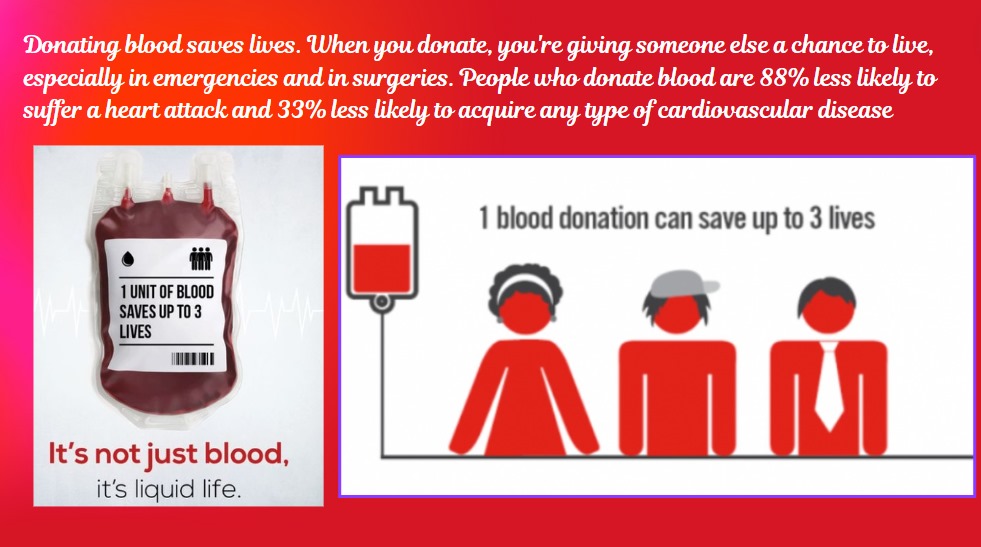 Donating blood saves lives. When you donate, you're giving someone else a chance to live,
especially in emergencies and in surgeries. People who donate blood are 88% less likely to
suffer a heart attack and 33% less likely to acquire any type of cardiovascular disease
1 UNIT OF BLOOD
SAVES UP TO 3
LIVES
It's not just blood,
it's liquid life.
1 blood donation can save up to 3 lives